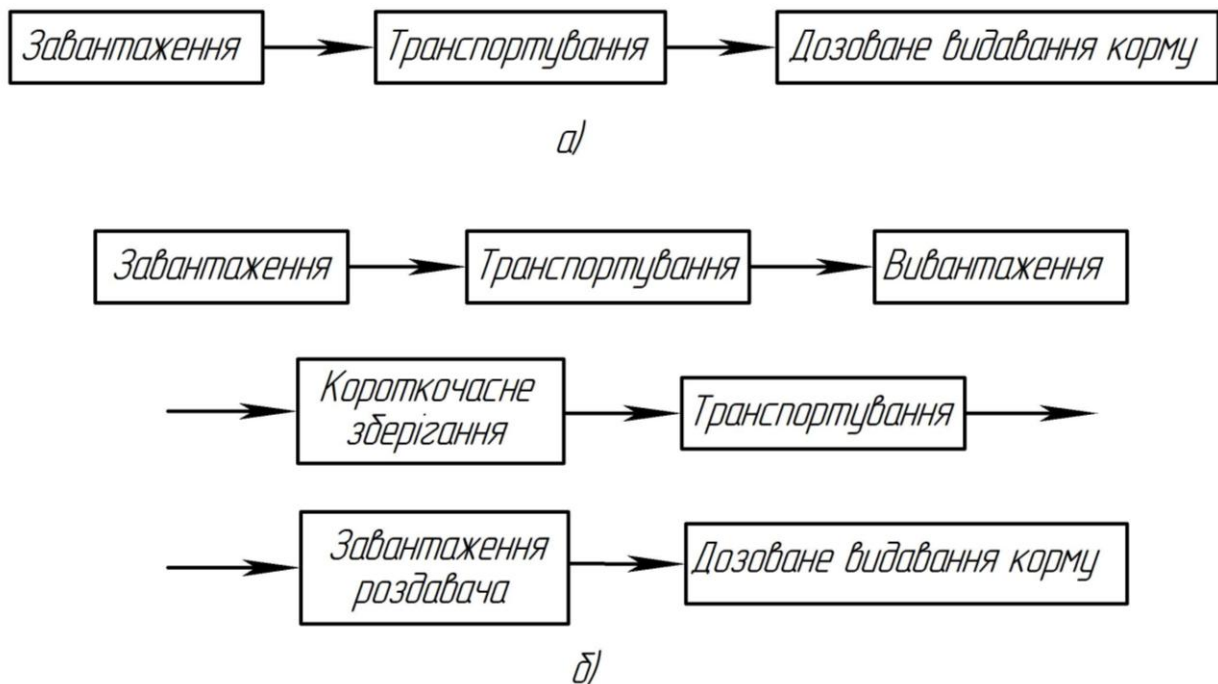 Завантаження Транспортування Дозоване видавання корму
а)
Завантаження Транспортування Вивантаження
Короткочасне
зберігання
Транспортування
Завантаження
роздавача
Дозоване видавання корму
б)